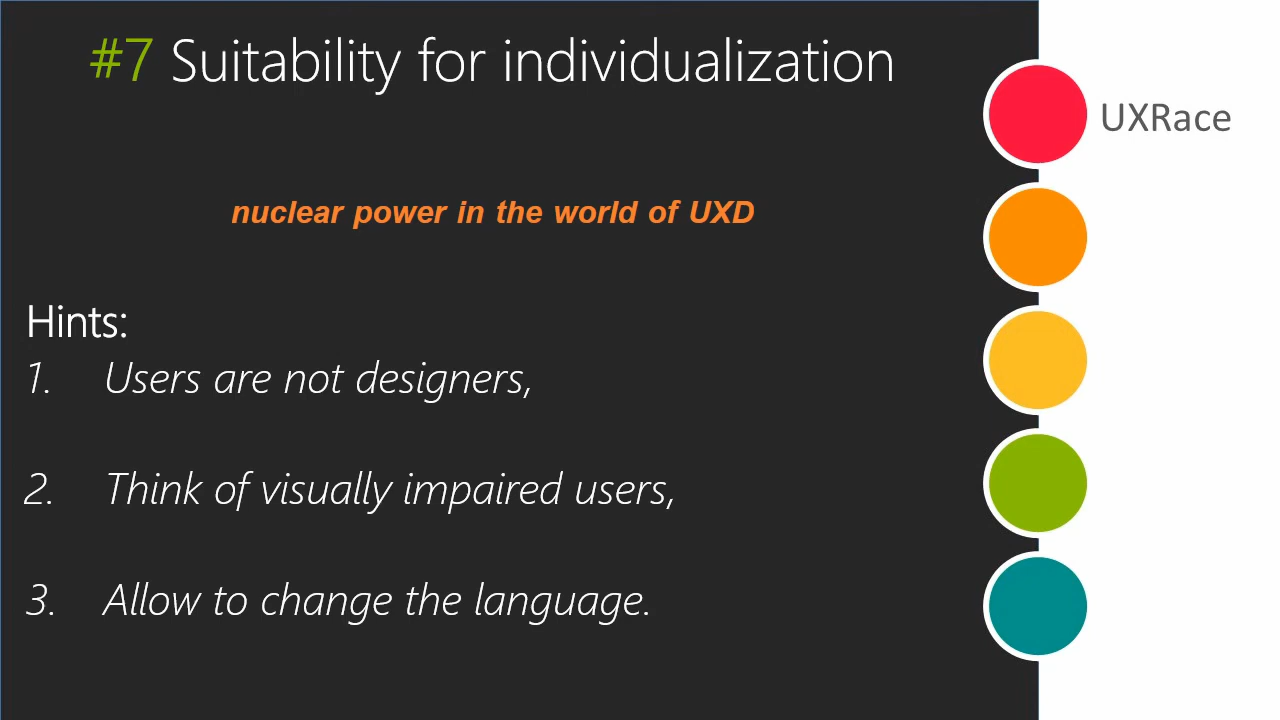 #7 Suitability for individualization
UXRace
nuclear power in the world of UXD
Hints:
1. Users are not designers,
2. Think of visually impaired users,
3. Allow to change the language.